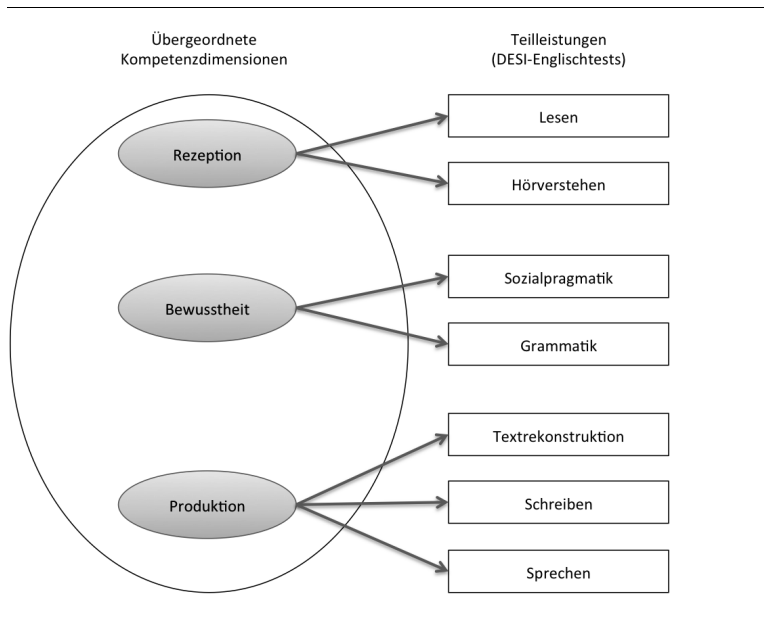 Übergeordnete
Kompetenzdimensionen
Teilleistungen
(DESI-Englischtests)
Rezeption
Lesen
Hörverstehen
Bewusstheit
Sozialpragmatik
Grammatik
Produktion
Textrekonstruktion
Schreiben
Sprechen